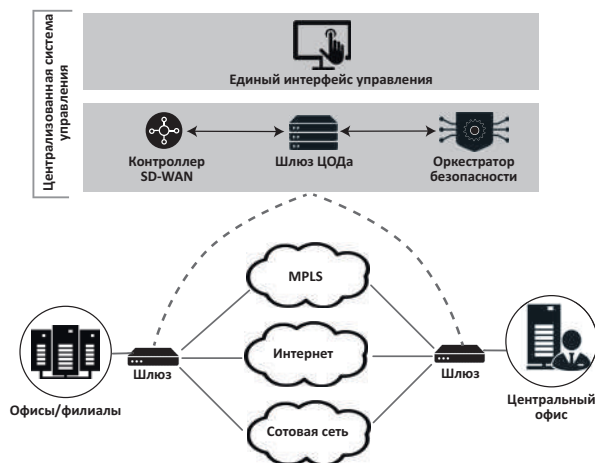 Централизованная система
управления
Единый интерфейс управления
Контроллер
SD-WAN
Шлюз ЦОДа
Оркестратор
безопасности
MPLS
Интернет
Сотовая сеть
Шлюз
Шлюз
Офисы/филиалы
Центральный
офис